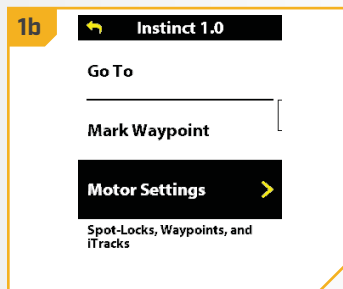 1b
Instinct 1.0
Go To
Mark Waypoint
Motor Settings
Spot-Locks, Waypoints, and
iTracks